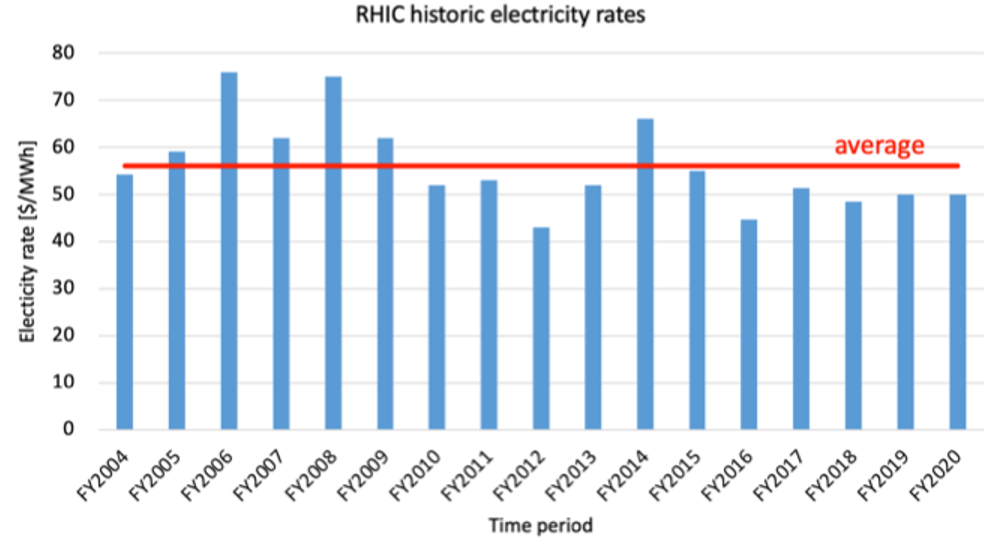 RHIC historic electricity rates
80
70
60
50
40
30
20
10
0
Electicity rate [$/MWh]
average
FY2004
FY2005
FY2006
FY2007
FY2008
FY2009
FY2010
FY2011
FY2012
FY2013
FY2014
FY2015
FY2016
FY2017
FY2018
FY2019
FY2020
Time period